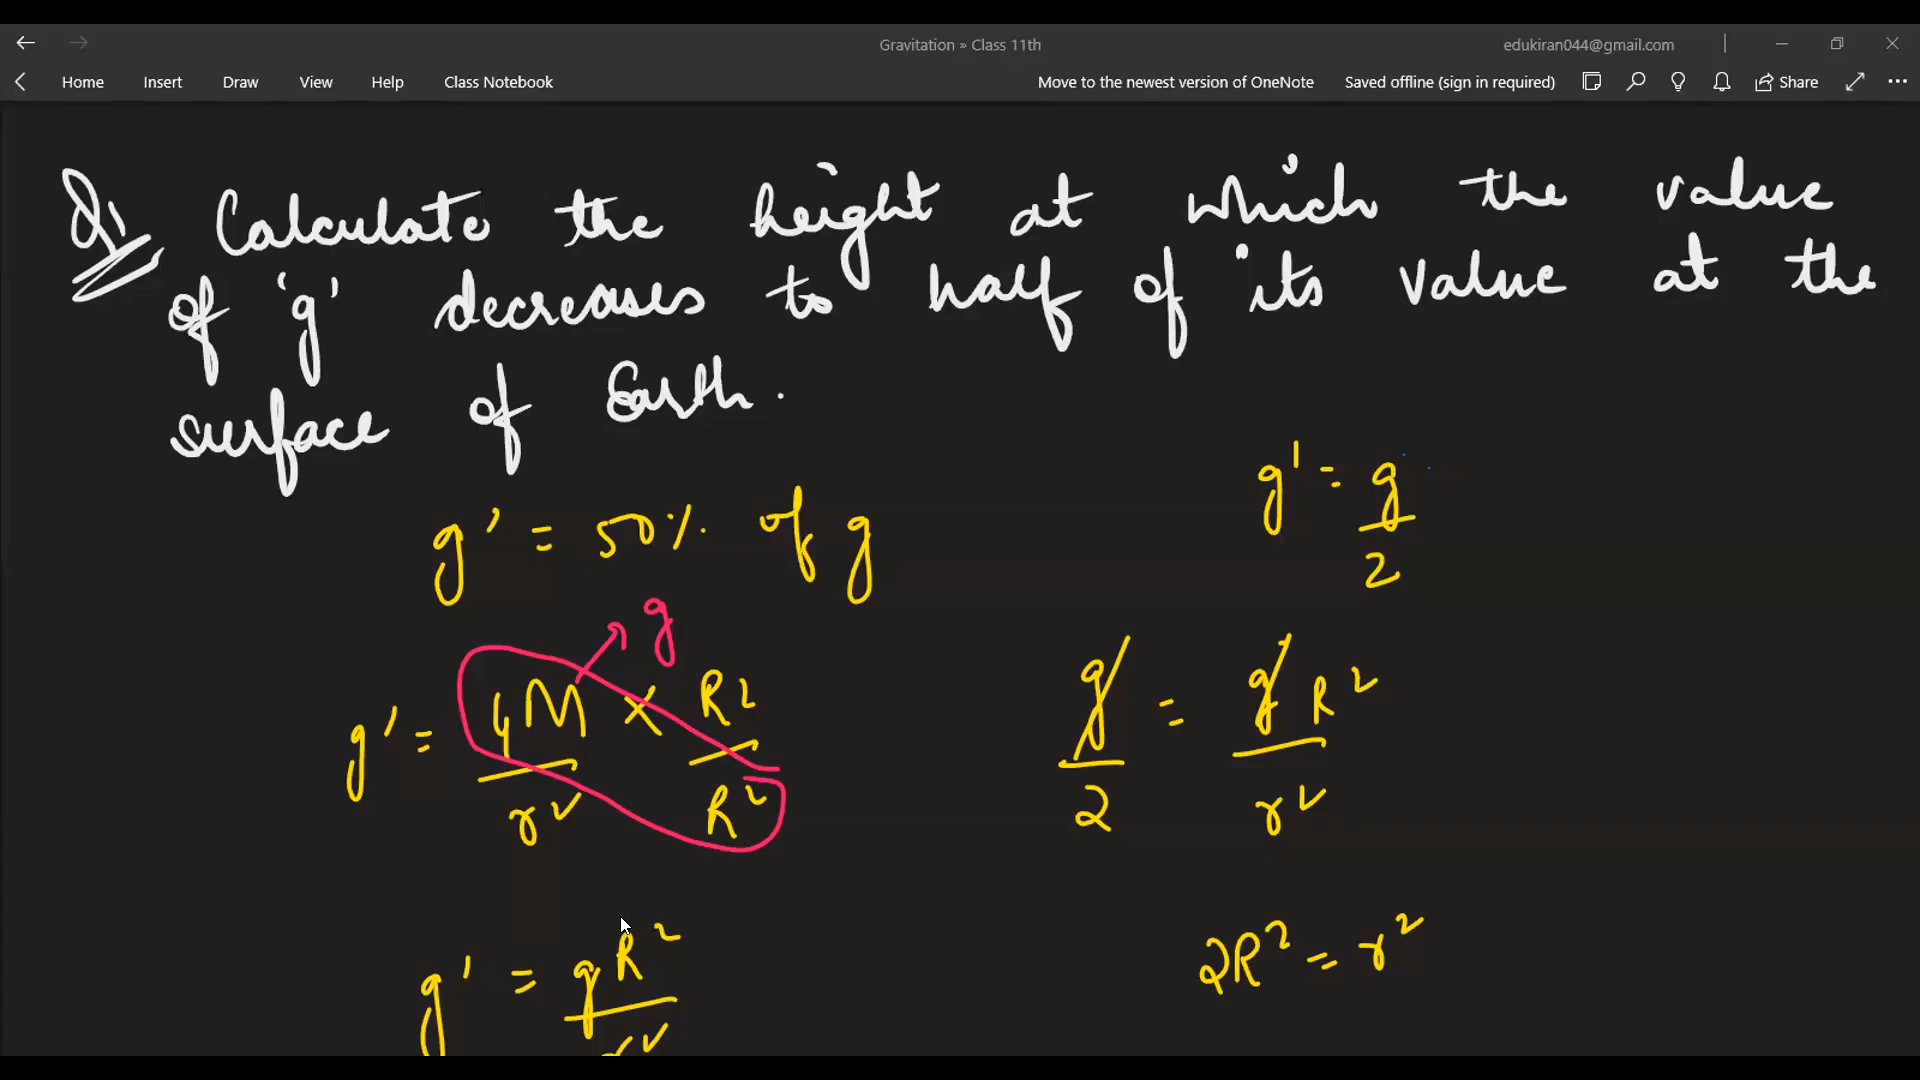 Gravitation » Class 11th
edukiran044@gmail.com
Home Insert Draw View Help Class Notebook
Move to the newest version of OneNote Saved offline (sign in required) Share
Q1 Calculate the height at which the value
of 'g' decreases to half of its value at the
surface of Earth.
g' = g/2
g' = 50% of g
g
g' = GM/r² × R²/R²
g/2 = gR²/r²
g' = gR²/r²
2R² = r²